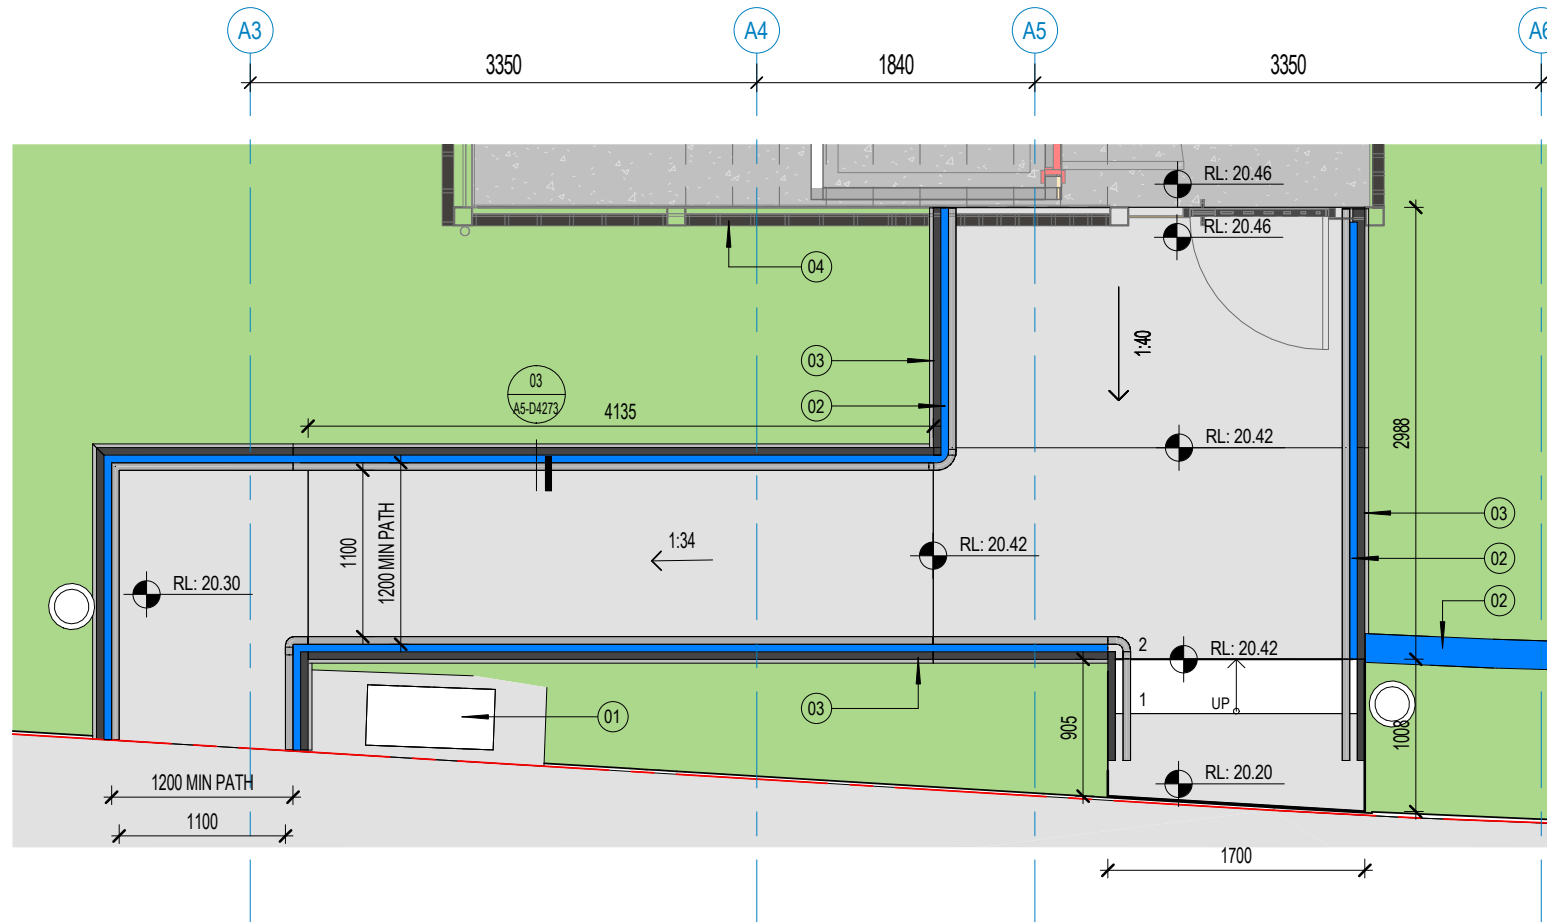 A3
A4
A5
A6
3350
1840
3350
RL: 20.46
RL: 20.46
04
1:40
03
03
A5-D4273
4135
02
RL: 20.42
2988
1100
1200 MIN PATH
1:34
RL: 20.42
03
02
RL: 20.30
02
2
RL: 20.42
01
03
1
UP
905
1008
RL: 20.20
1200 MIN PATH
1100
1700